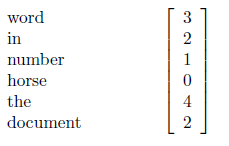 word 3
in 2
number 1
horse 0
the 4
document 2